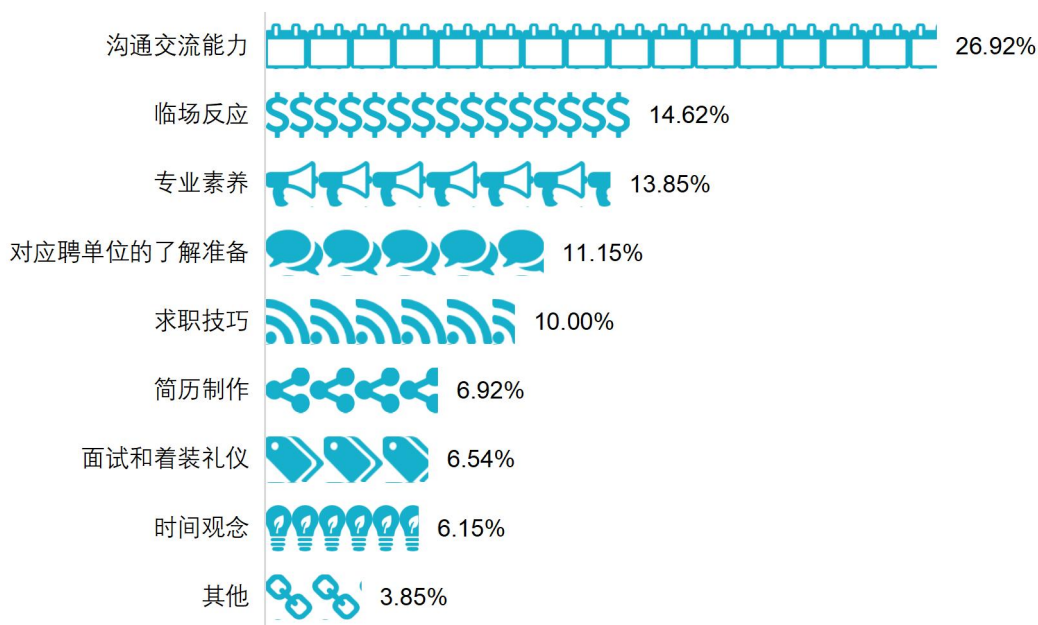 沟通交流能力 26.92%
临场反应 14.62%
专业素养 13.85%
对应聘单位的了解准备 11.15%
求职技巧 10.00%
简历制作 6.92%
面试和着装礼仪 6.54%
时间观念 6.15%
其他 3.85%